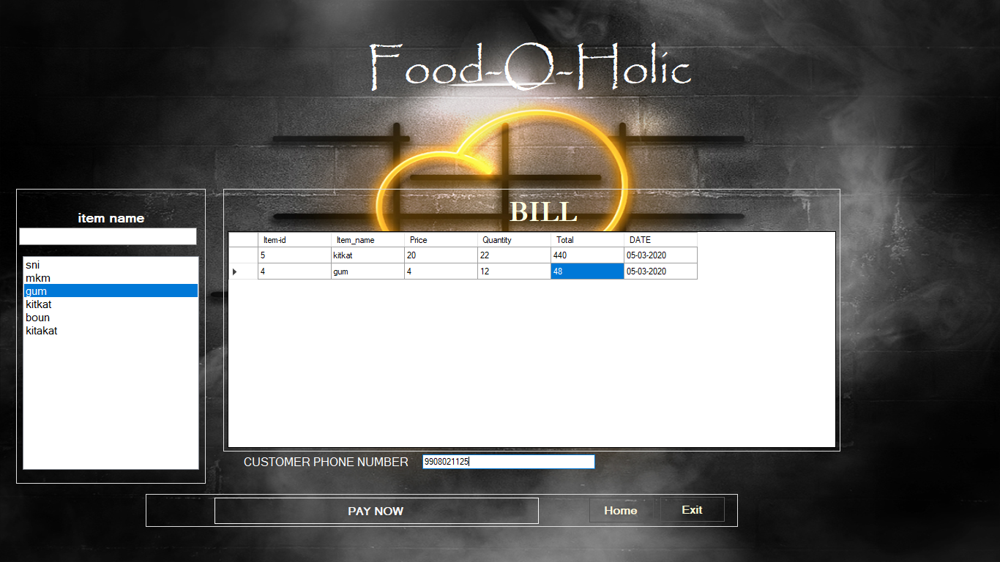 Food-O-Holic
item name
sni
mkm
gum
kitkat
boun
kitakat
BILL
Item-id Item_name Price Quantity Total DATE
5 kitkat 20 22 440 05-03-2020
4 gum 4 12 48 05-03-2020
CUSTOMER PHONE NUMBER 9908021125
PAY NOW Home Exit